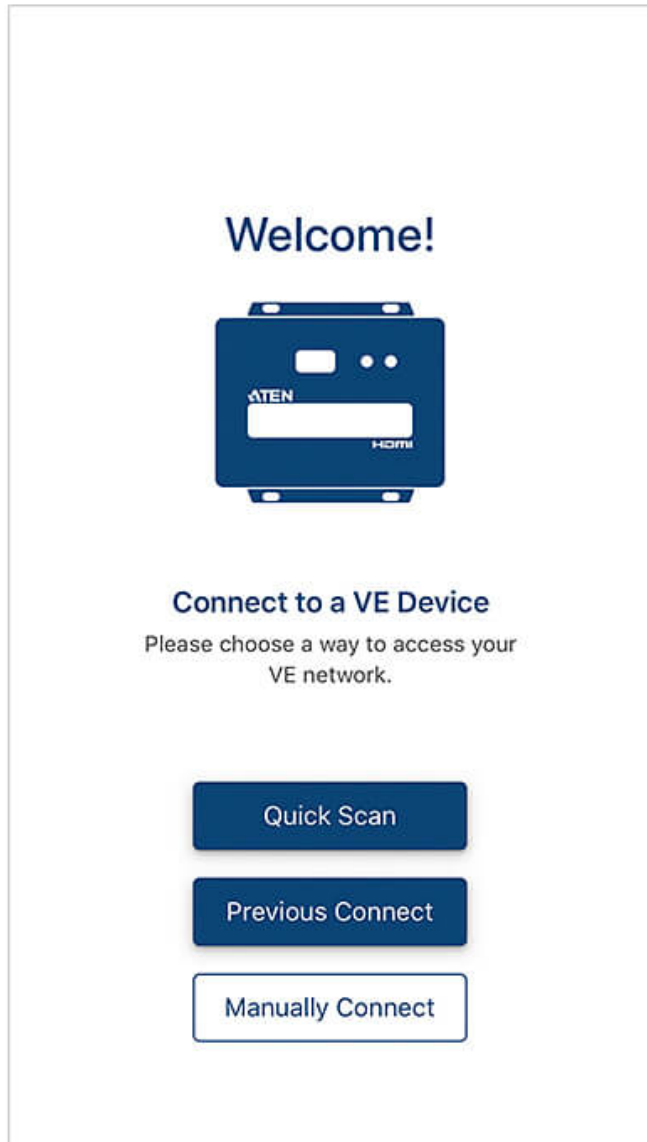 Welcome!
ATEN
HDMI
Connect to a VE Device
Please choose a way to access your
VE network.
Quick Scan
Previous Connect
Manually Connect